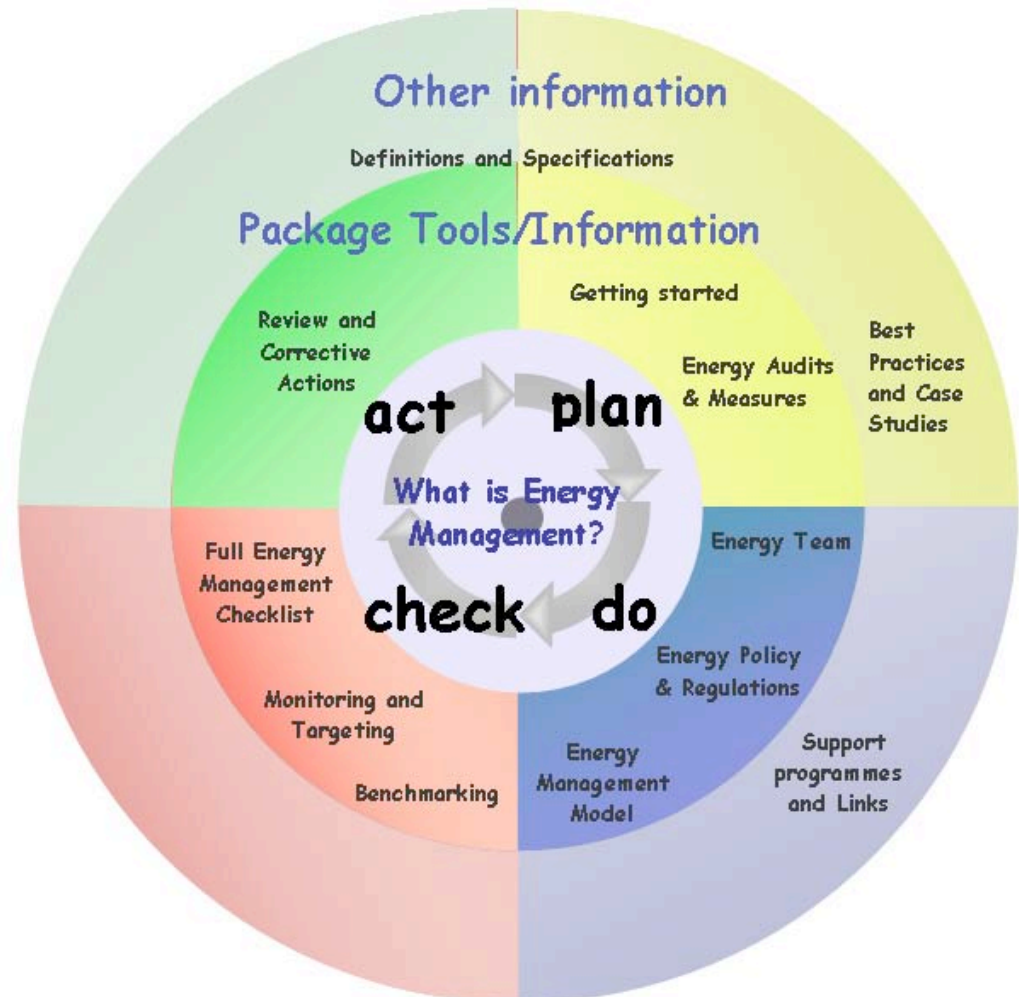 Other information
Definitions and Specifications
Package Tools/Information
Getting started
Review and
Corrective
Actions
Energy Audits
& Measures
Best
Practices
and Case
Studies
act
plan
What is Energy
Management?
check
do
Full Energy
Management
Checklist
Energy Team
Energy Policy
& Regulations
Monitoring and
Targeting
Benchmarking
Energy
Management
Model
Support
programmes
and Links